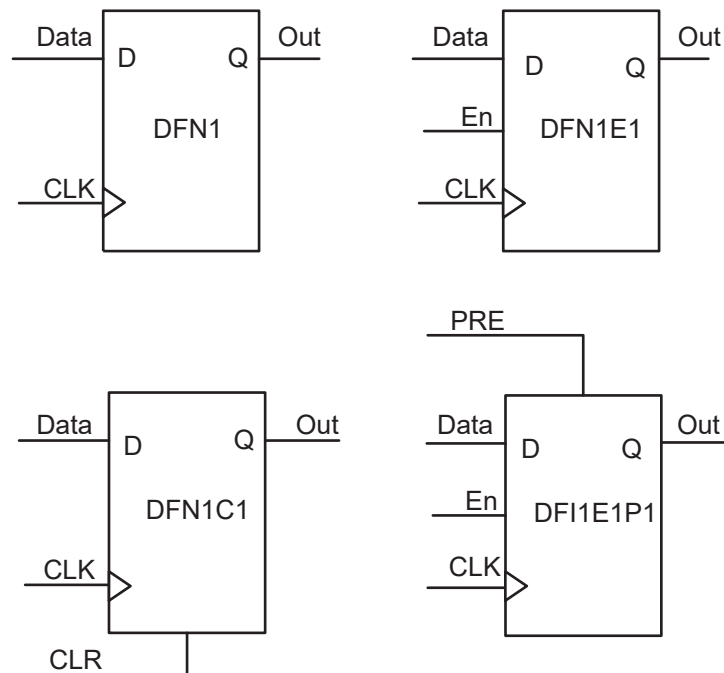 Data
D
Q
Out
DFN1
CLK
Data
D
Q
Out
En
DFN1E1
CLK
Data
D
Q
Out
DFN1C1
CLK
CLR
PRE
Data
D
Q
Out
En
DFI1E1P1
CLK